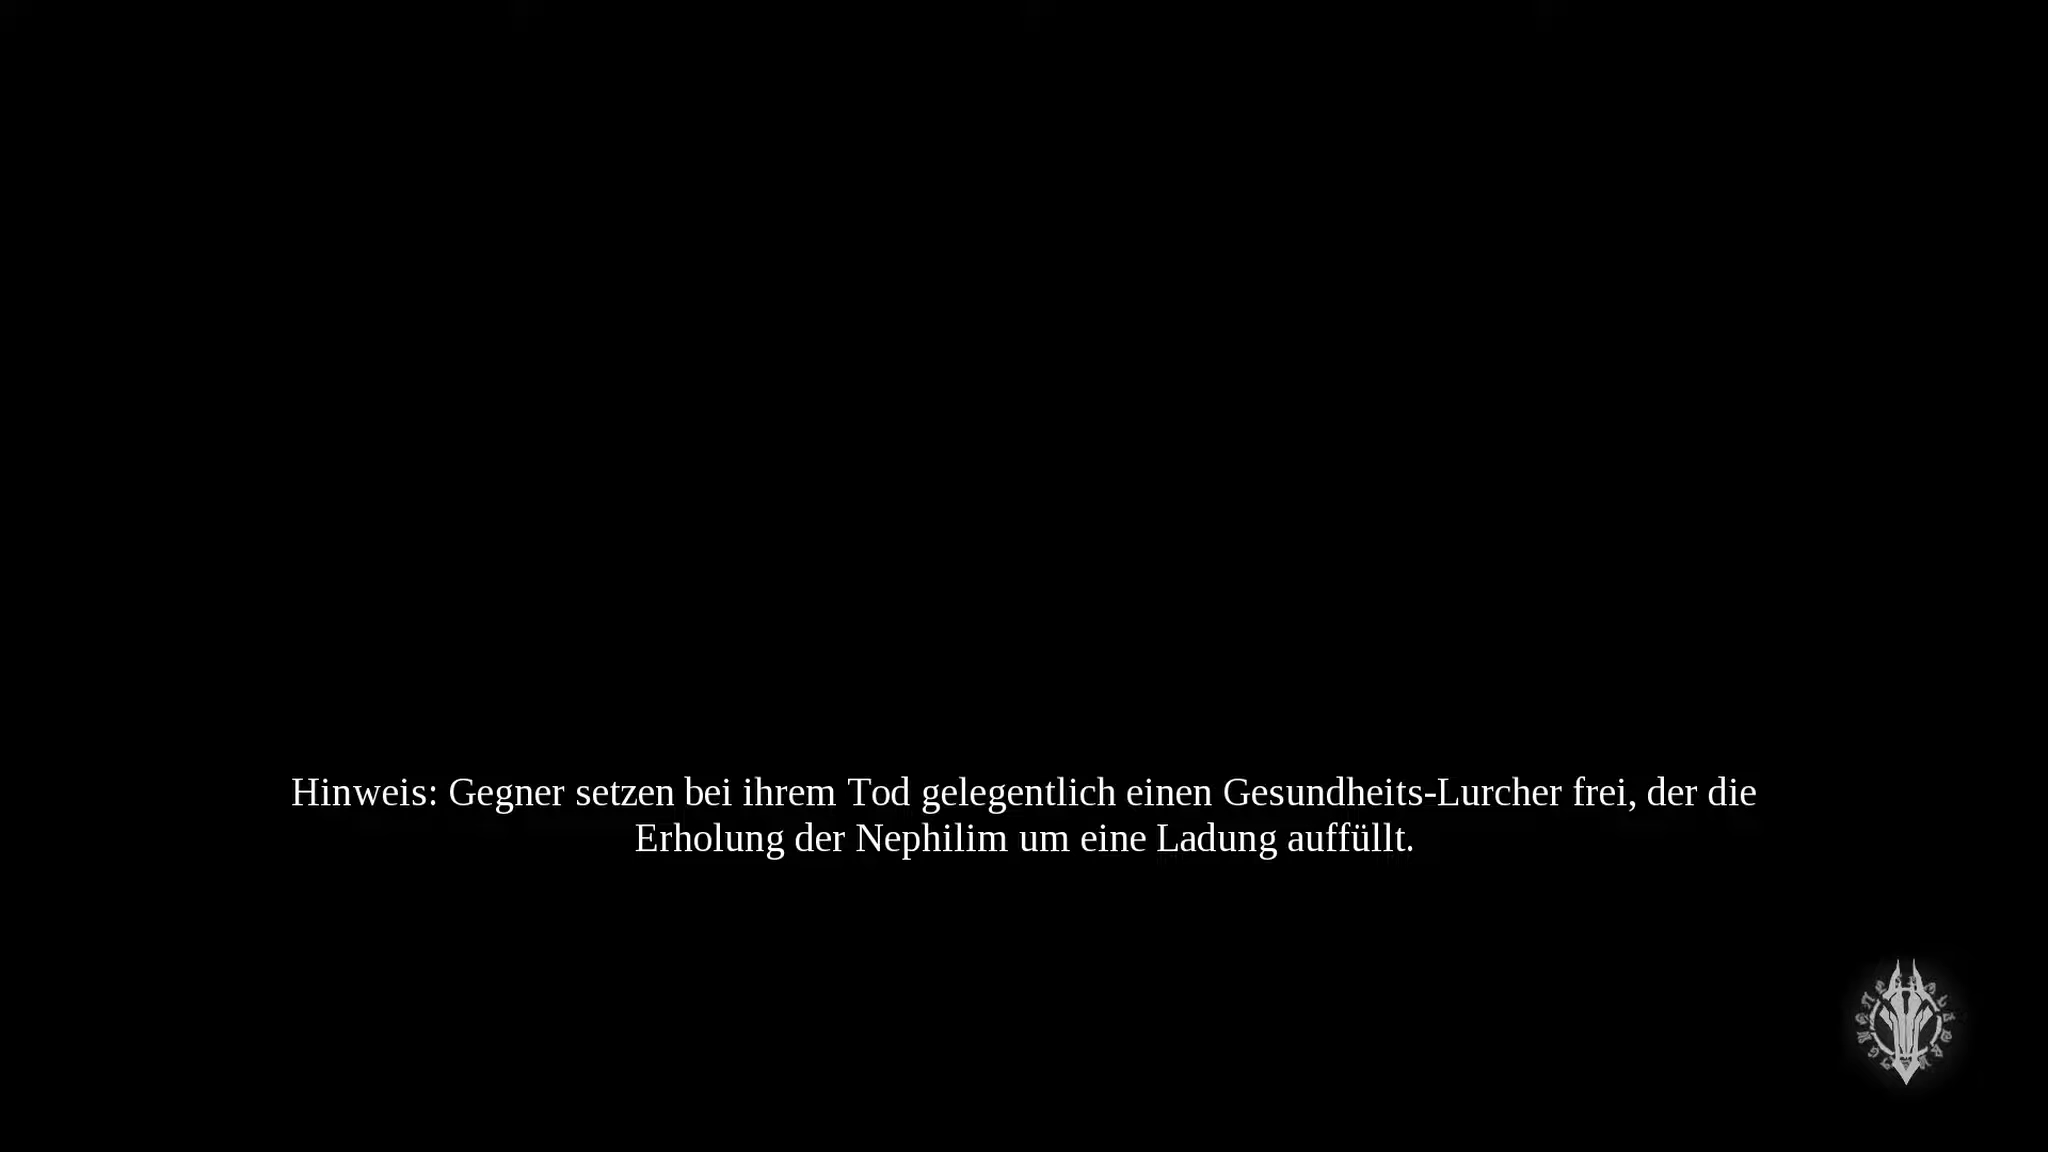 Hinweis: Gegner setzen bei ihrem Tod gelegentlich einen Gesundheits-Lurcher frei, der die
Erholung der Nephilim um eine Ladung auffüllt.